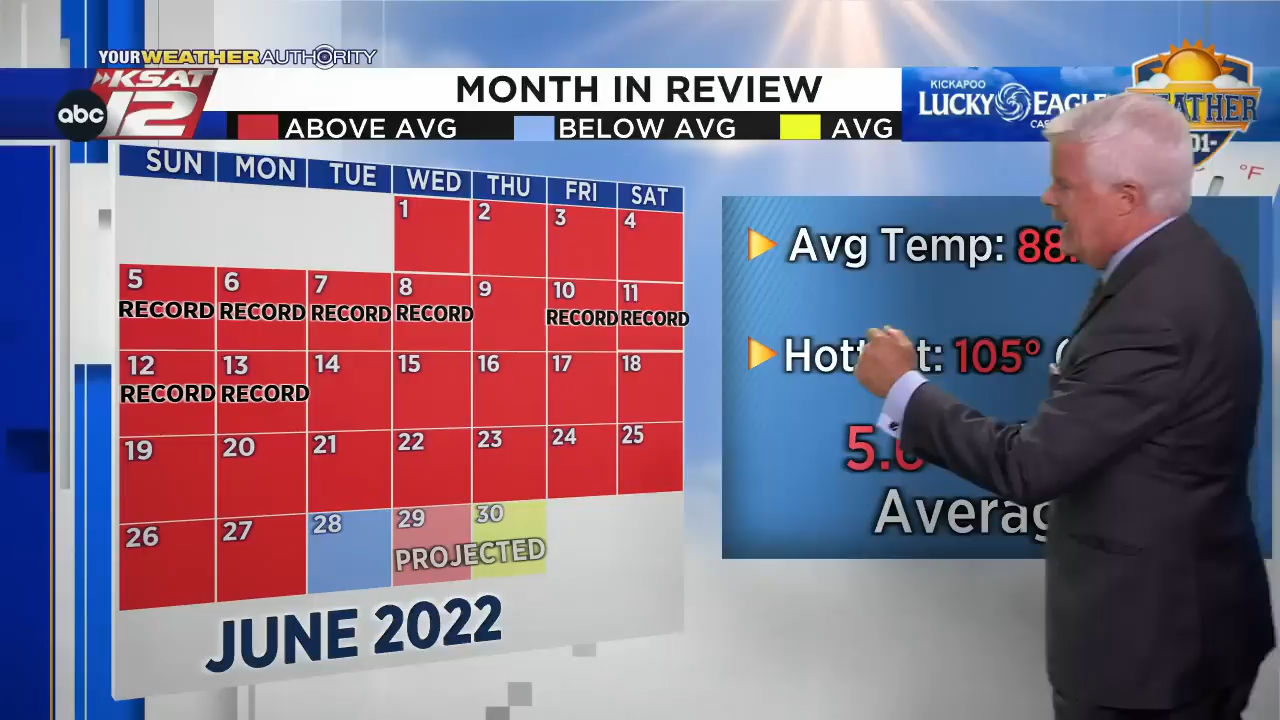 YOUR WEATHER AUTHORITY
KSAT
abc 12
MONTH IN REVIEW
ABOVE AVG BELOW AVG AVG
KICKAPOO
LUCKY EAGLE
SUN MON TUE WED THU FRI SAT
1 2 3 4
5 6 7 8 9 10 11
RECORD RECORD RECORD RECORD RECORD RECORD
12 13 14 15 16 17 18
RECORD RECORD
19 20 21 22 23 24 25
26 27 28 29 30
PROJECTED
JUNE 2022
°F
Avg Temp: 88.
105°